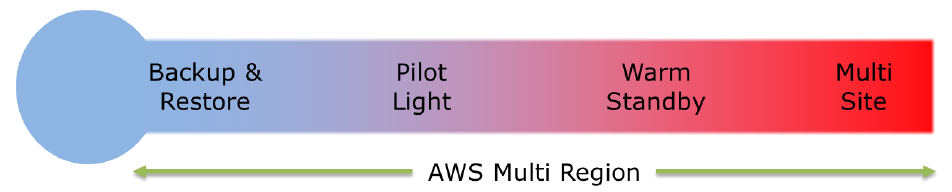 Backup &
Restore
Pilot
Light
Warm
Standby
Multi
Site
AWS Multi Region